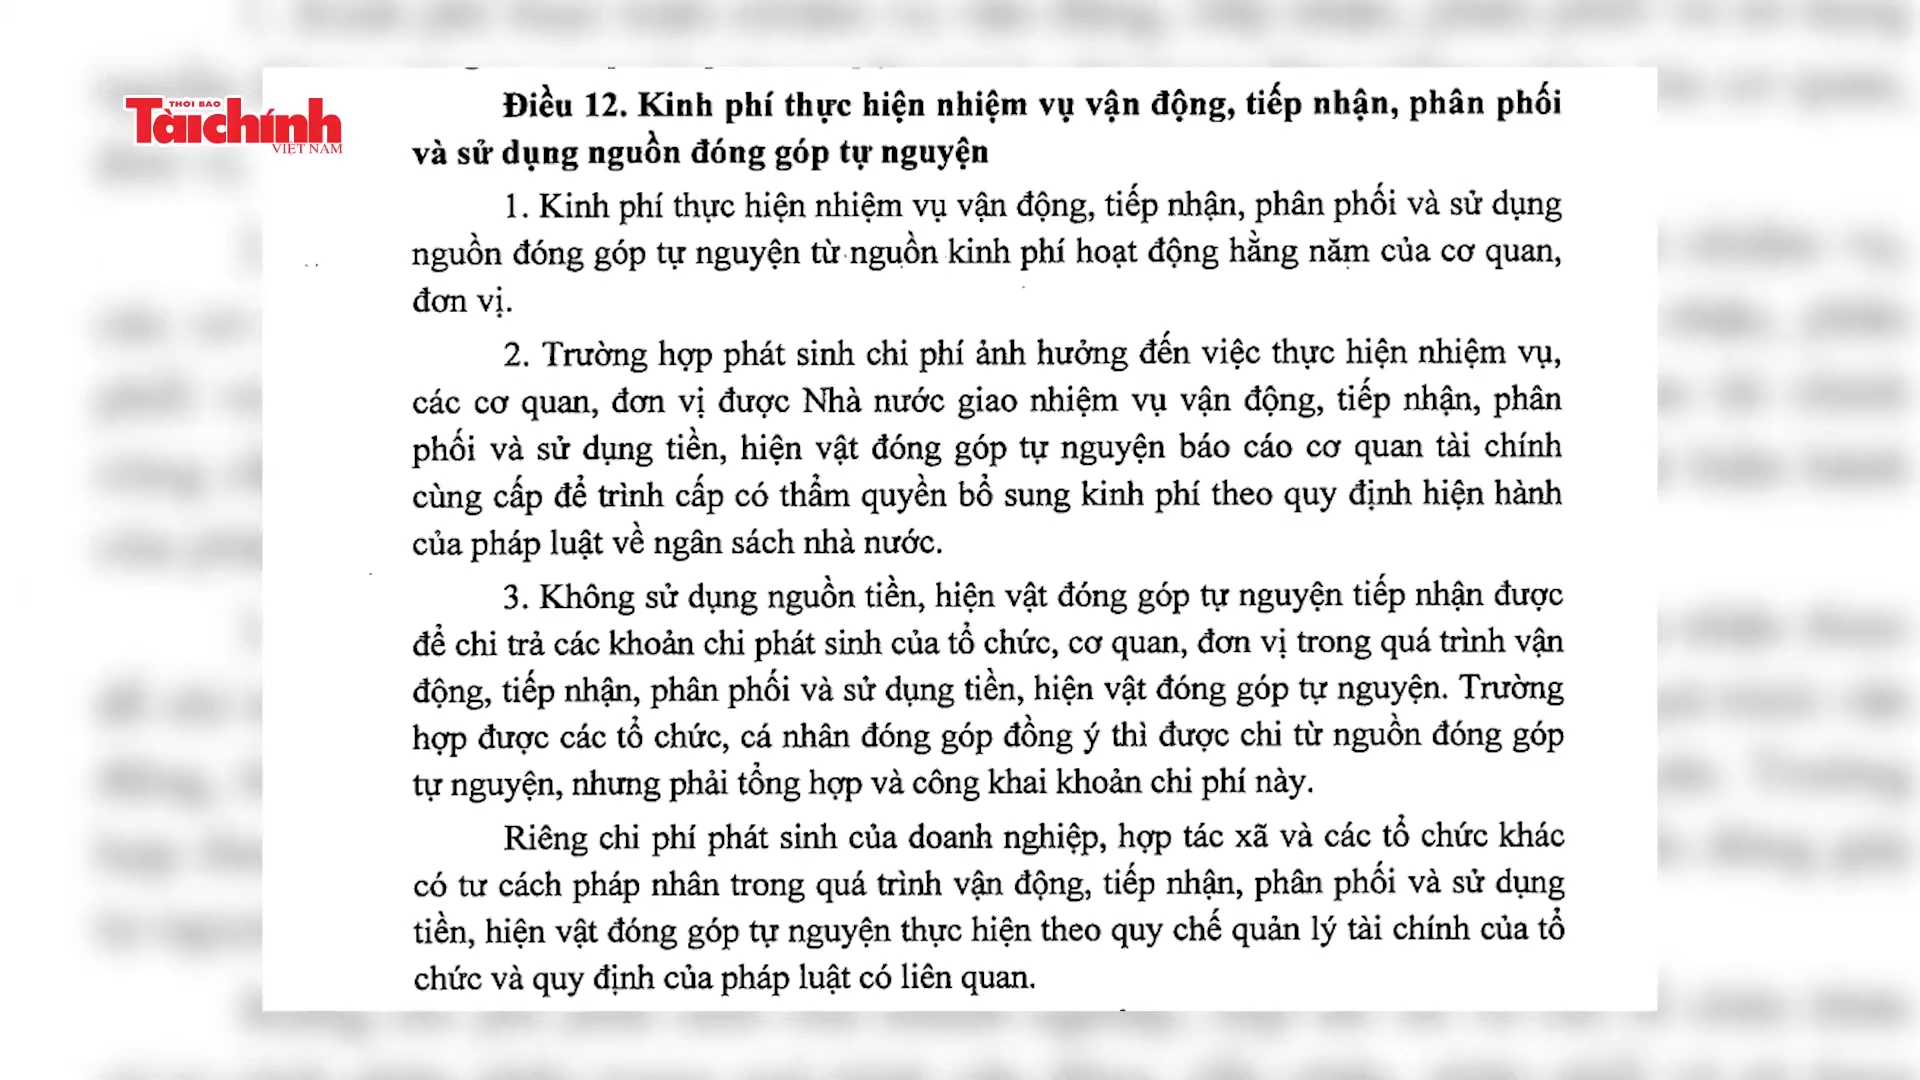 THỜI BÁO
Tàichính
VIỆT NAM
Điều 12. Kinh phí thực hiện nhiệm vụ vận động, tiếp nhận, phân phối
và sử dụng nguồn đóng góp tự nguyện
1. Kinh phí thực hiện nhiệm vụ vận động, tiếp nhận, phân phối và sử dụng
nguồn đóng góp tự nguyện từ nguồn kinh phí hoạt động hằng năm của cơ quan,
đơn vị.
2. Trường hợp phát sinh chi phí ảnh hưởng đến việc thực hiện nhiệm vụ,
các cơ quan, đơn vị được Nhà nước giao nhiệm vụ vận động, tiếp nhận, phân
phối và sử dụng tiền, hiện vật đóng góp tự nguyện báo cáo cơ quan tài chính
cùng cấp để trình cấp có thẩm quyền bổ sung kinh phí theo quy định hiện hành
của pháp luật về ngân sách nhà nước.
3. Không sử dụng nguồn tiền, hiện vật đóng góp tự nguyện tiếp nhận được
để chi trả các khoản chi phát sinh của tổ chức, cơ quan, đơn vị trong quá trình vận
động, tiếp nhận, phân phối và sử dụng tiền, hiện vật đóng góp tự nguyện. Trường
hợp được các tổ chức, cá nhân đóng góp đồng ý thì được chi từ nguồn đóng góp
tự nguyện, nhưng phải tổng hợp và công khai khoản chi phí này.
Riêng chi phí phát sinh của doanh nghiệp, hợp tác xã và các tổ chức khác
có tư cách pháp nhân trong quá trình vận động, tiếp nhận, phân phối và sử dụng
tiền, hiện vật đóng góp tự nguyện thực hiện theo quy chế quản lý tài chính của tổ
chức và quy định của pháp luật có liên quan.